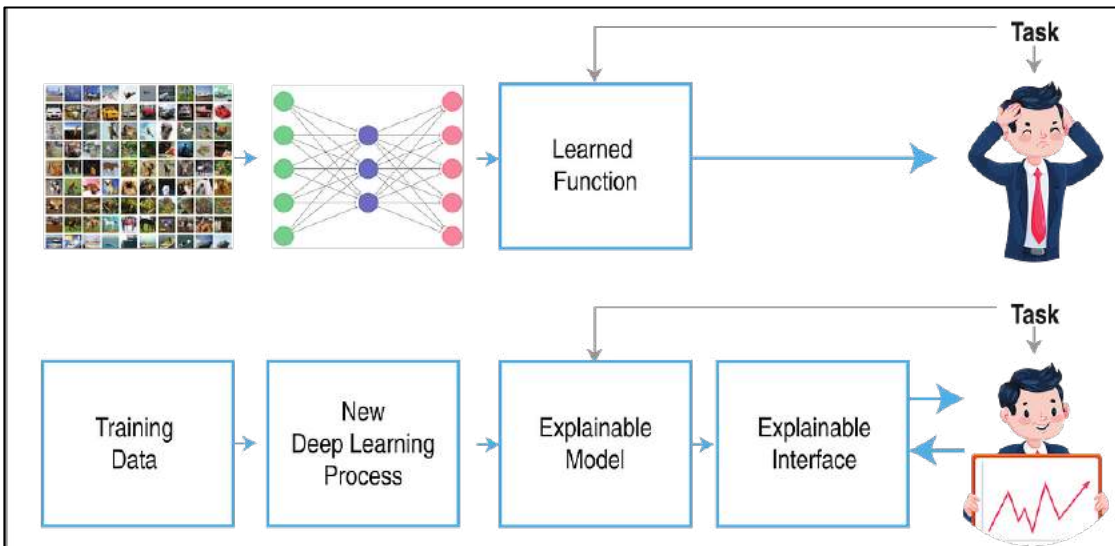 Task
Learned
Function
Task
Training
Data
New
Deep Learning
Process
Explainable
Model
Explainable
Interface